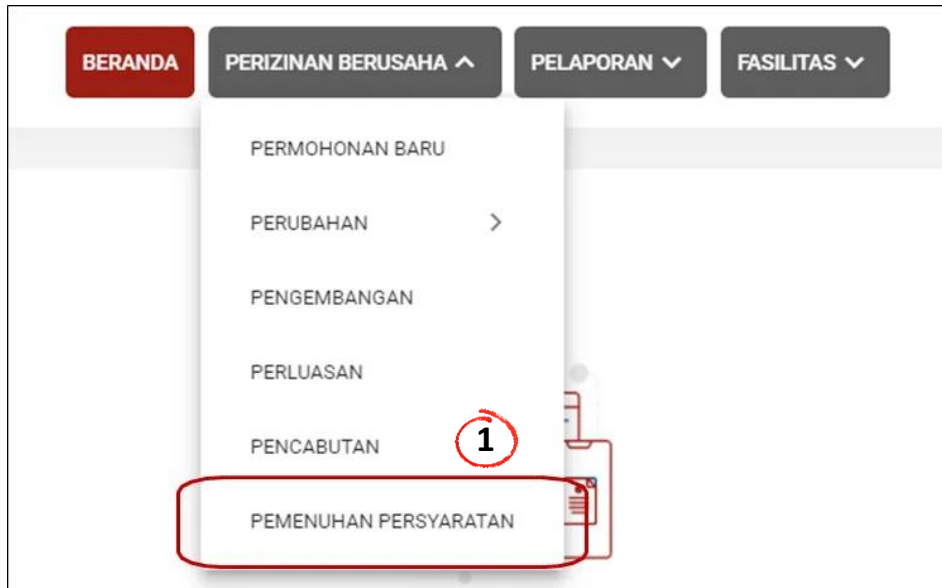 BERANDA
PERIZINAN BERUSAHA
PELAPORAN
FASILITAS
PERMOHONAN BARU
PERUBAHAN
PENGEMBANGAN
PERLUASAN
PENCABUTAN
1
PEMENUHAN PERSYARATAN